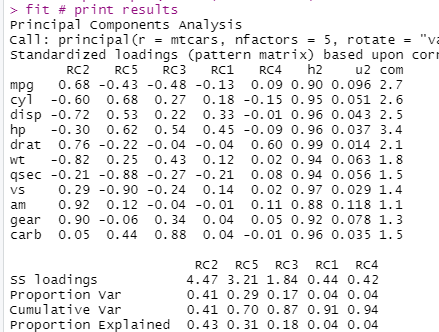 > fit # print results
Principal Components Analysis
Call: principal(r = mtcars, nfactors = 5, rotate = "va
Standardized loadings (pattern matrix) based upon corr
RC2 RC5 RC3 RC1 RC4 h2 u2 com
mpg 0.68 -0.43 -0.48 -0.13 0.09 0.90 0.096 2.7
cyl -0.60 0.68 0.27 0.18 -0.15 0.95 0.051 2.6
disp -0.72 0.53 0.22 0.33 -0.01 0.96 0.043 2.5
hp -0.30 0.62 0.54 0.45 -0.09 0.96 0.037 3.4
drat 0.76 -0.22 -0.04 -0.04 0.60 0.99 0.014 2.1
wt -0.82 0.25 0.43 0.12 0.02 0.94 0.063 1.8
qsec -0.21 -0.88 -0.27 -0.21 0.08 0.94 0.056 1.5
vs 0.29 -0.90 -0.24 0.14 0.02 0.97 0.029 1.4
am 0.92 0.12 -0.04 -0.01 0.11 0.88 0.118 1.1
gear 0.90 -0.06 0.34 0.04 0.05 0.92 0.078 1.3
carb 0.05 0.44 0.88 0.04 -0.01 0.96 0.035 1.5
RC2 RC5 RC3 RC1 RC4
SS loadings 4.47 3.21 1.84 0.44 0.42
Proportion Var 0.41 0.29 0.17 0.04 0.04
Cumulative Var 0.41 0.70 0.87 0.91 0.94
Proportion Explained 0.43 0.31 0.18 0.04 0.04